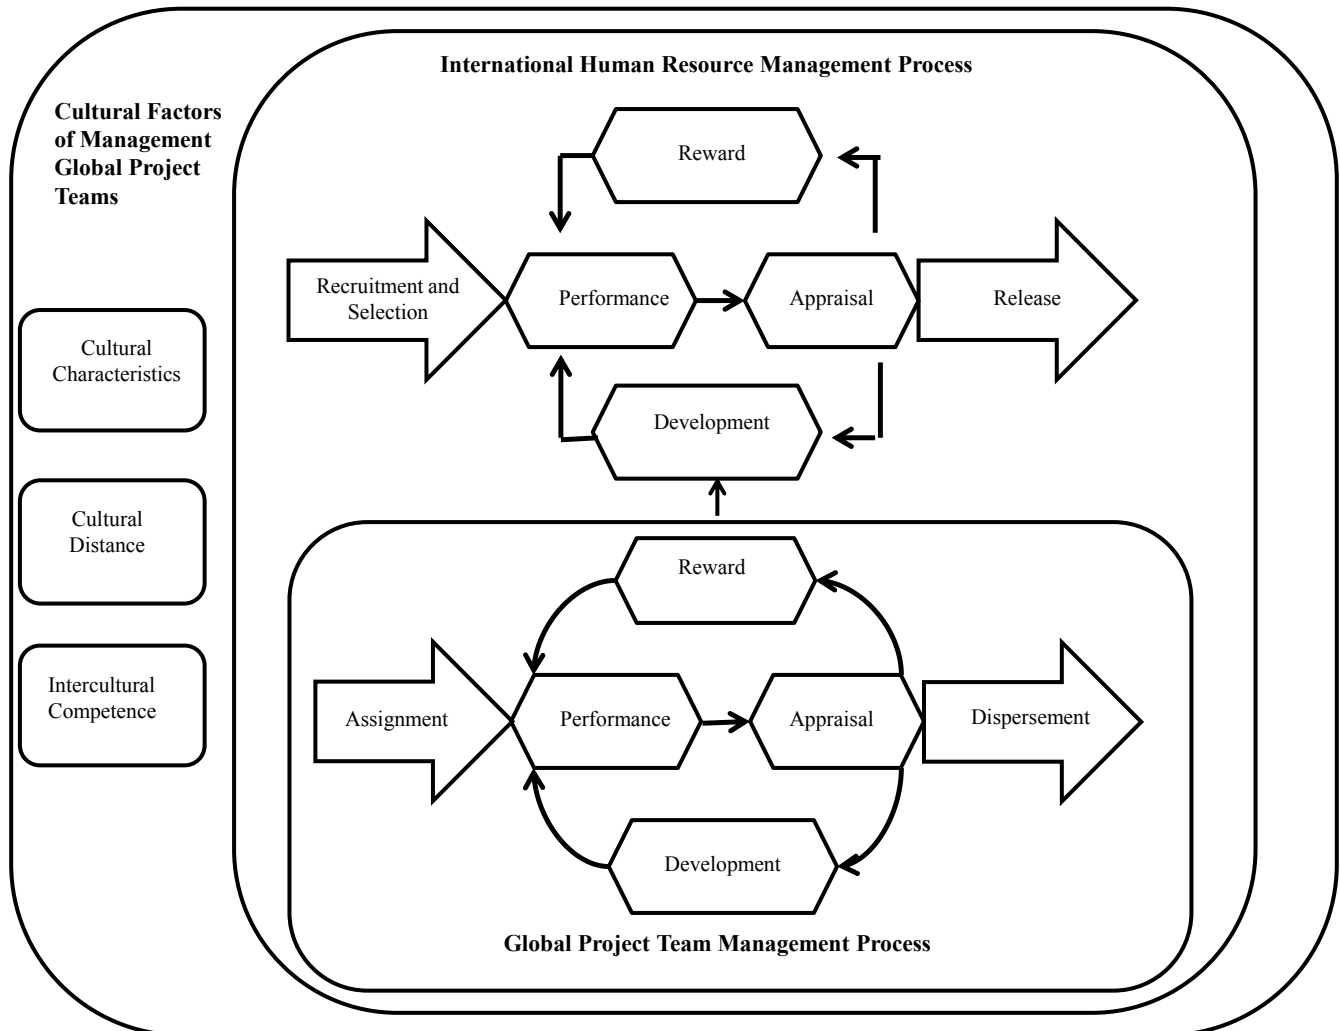 International Human Resource Management Process
Cultural Factors
of Management
Global Project
Teams
Reward
Recruitment and
Selection
Performance
Appraisal
Release
Cultural
Characteristics
Development
Cultural
Distance
Reward
Intercultural
Competence
Assignment
Performance
Appraisal
Dispersement
Development
Global Project Team Management Process